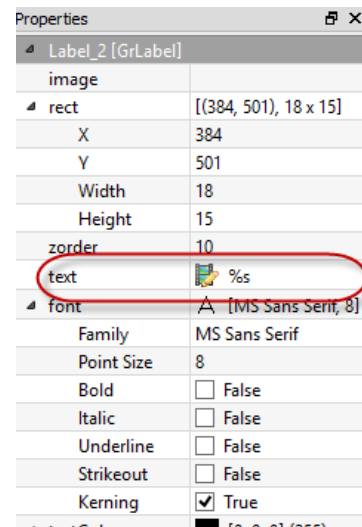 Properties
Label_2 [GrLabel]
image
rect [(384, 501), 18 x 15]
X 384
Y 501
Width 18
Height 15
zorder 10
text %s
font A [MS Sans Serif, 8]
Family MS Sans Serif
Point Size 8
Bold False
Italic False
Underline False
Strikeout False
Kerning True